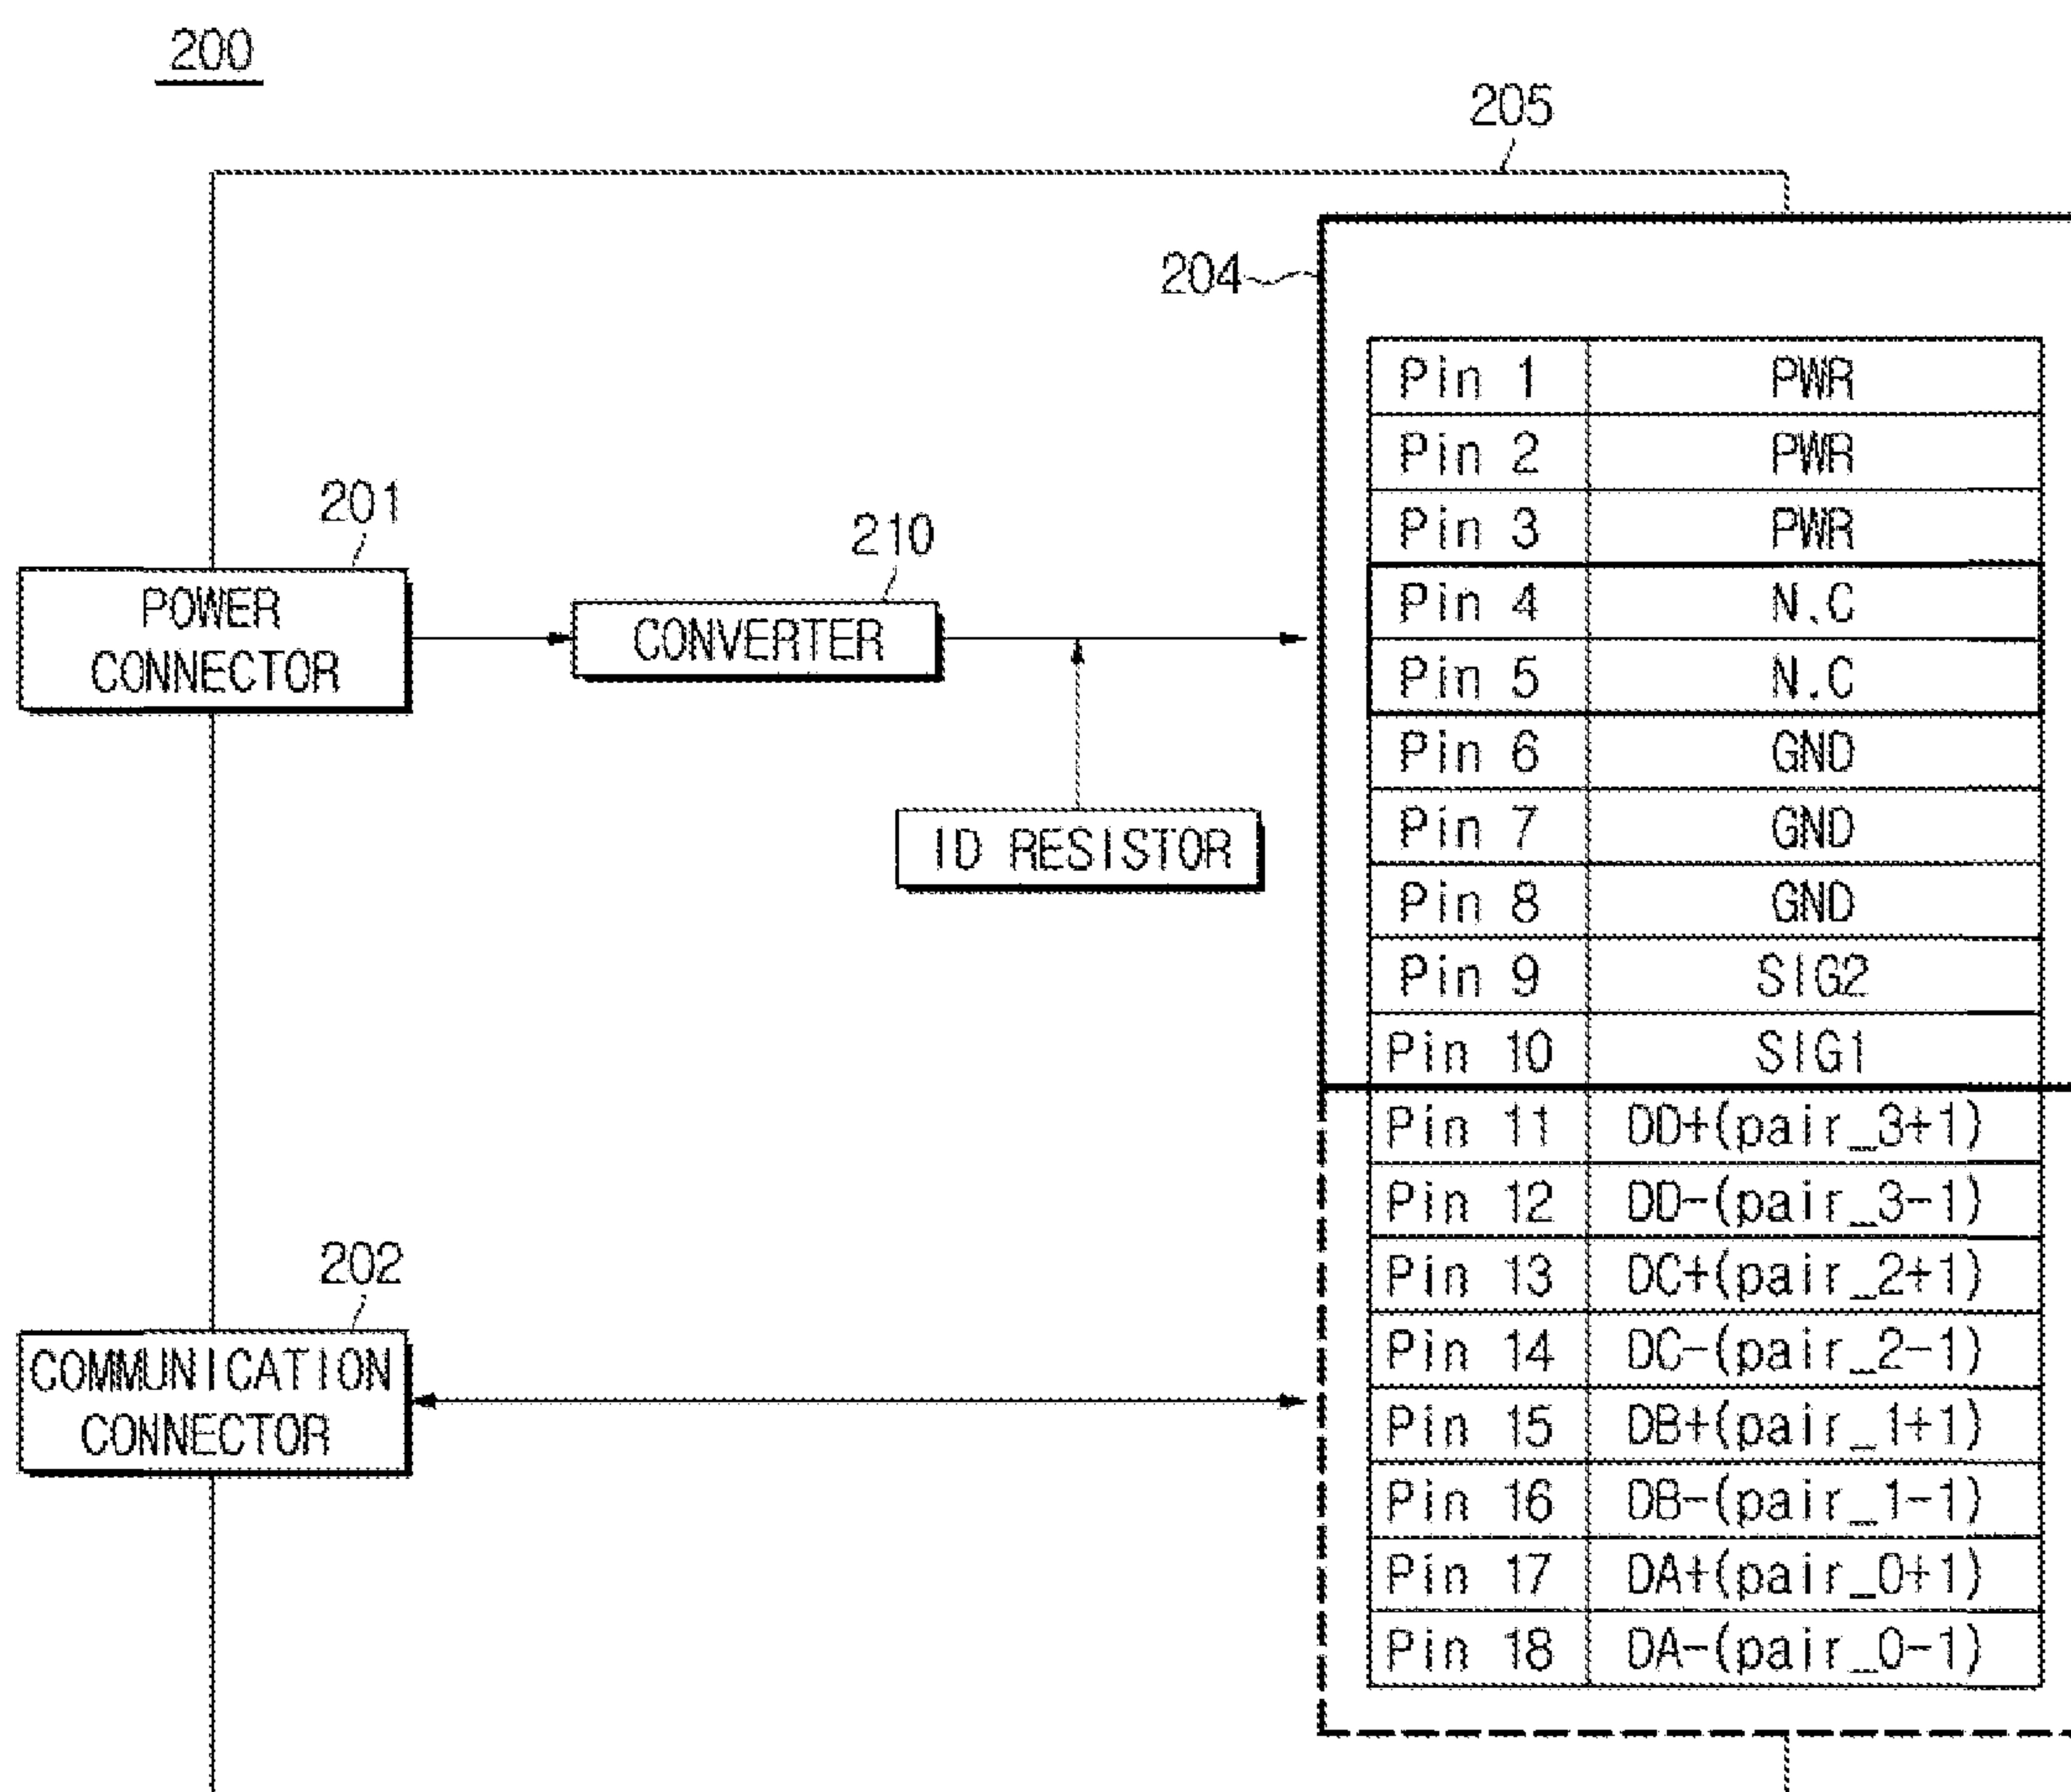 200
205
204
Pin 1 PWR
Pin 2 PWR
Pin 3 PWR
Pin 4 N.C
Pin 5 N.C
Pin 6 GND
Pin 7 GND
Pin 8 GND
Pin 9 SIG2
Pin 10 SIG1
Pin 11 DD+(pair_3+1)
Pin 12 DD-(pair_3-1)
Pin 13 DC+(pair_2+1)
Pin 14 DC-(pair_2-1)
Pin 15 DB+(pair_1+1)
Pin 16 DB-(pair_1-1)
Pin 17 DA+(pair_0+1)
Pin 18 DA-(pair_0-1)
201
POWER
CONNECTOR
210
CONVERTER
ID RESISTOR
202
COMMUNICATION
CONNECTOR